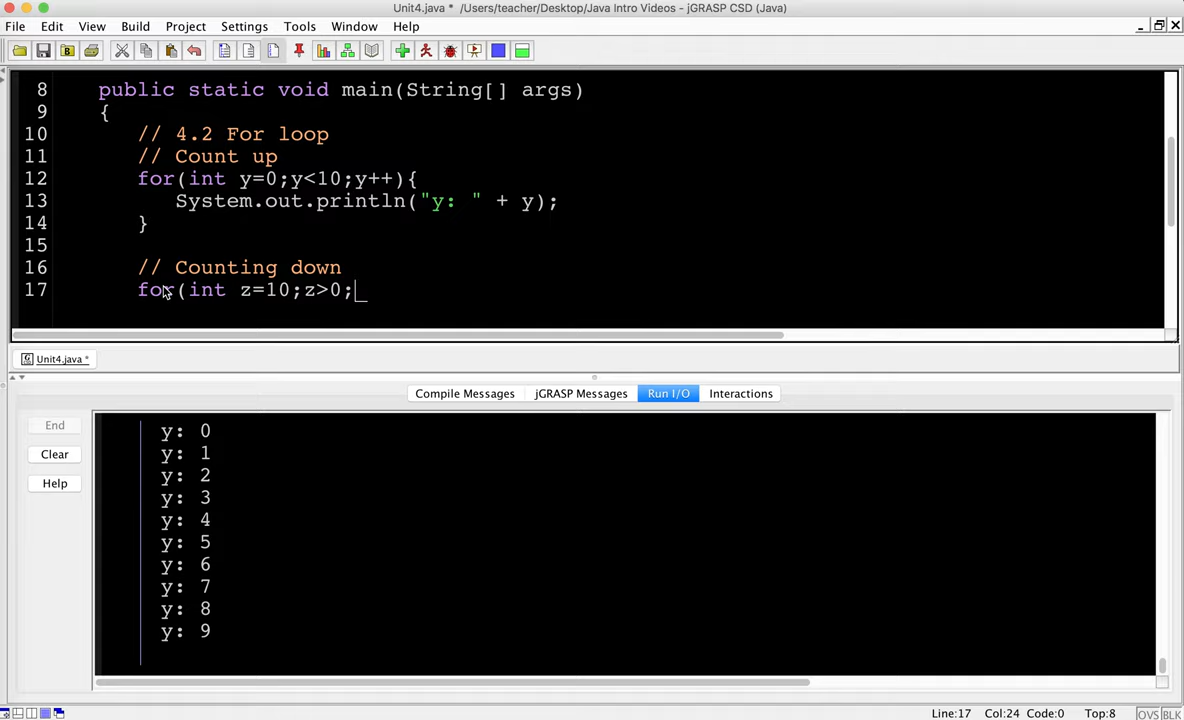 Unit4.java * /Users/teacher/Desktop/Java Intro Videos - jGRASP CSD (Java)
File Edit View Build Project Settings Tools Window Help
8 public static void main(String[] args)
9 {
10 // 4.2 For loop
11 // Count up
12 for(int y=0;y<10;y++){
13 System.out.println("y: " + y);
14 }
15
16 // Counting down
17 for(int z=10;z>0;
Unit4.java *
Compile Messages jGRASP Messages Run I/O Interactions
End
Clear
Help
y: 0
y: 1
y: 2
y: 3
y: 4
y: 5
y: 6
y: 7
y: 8
y: 9
Line:17 Col:24 Code:0 Top:8 OVS BLK